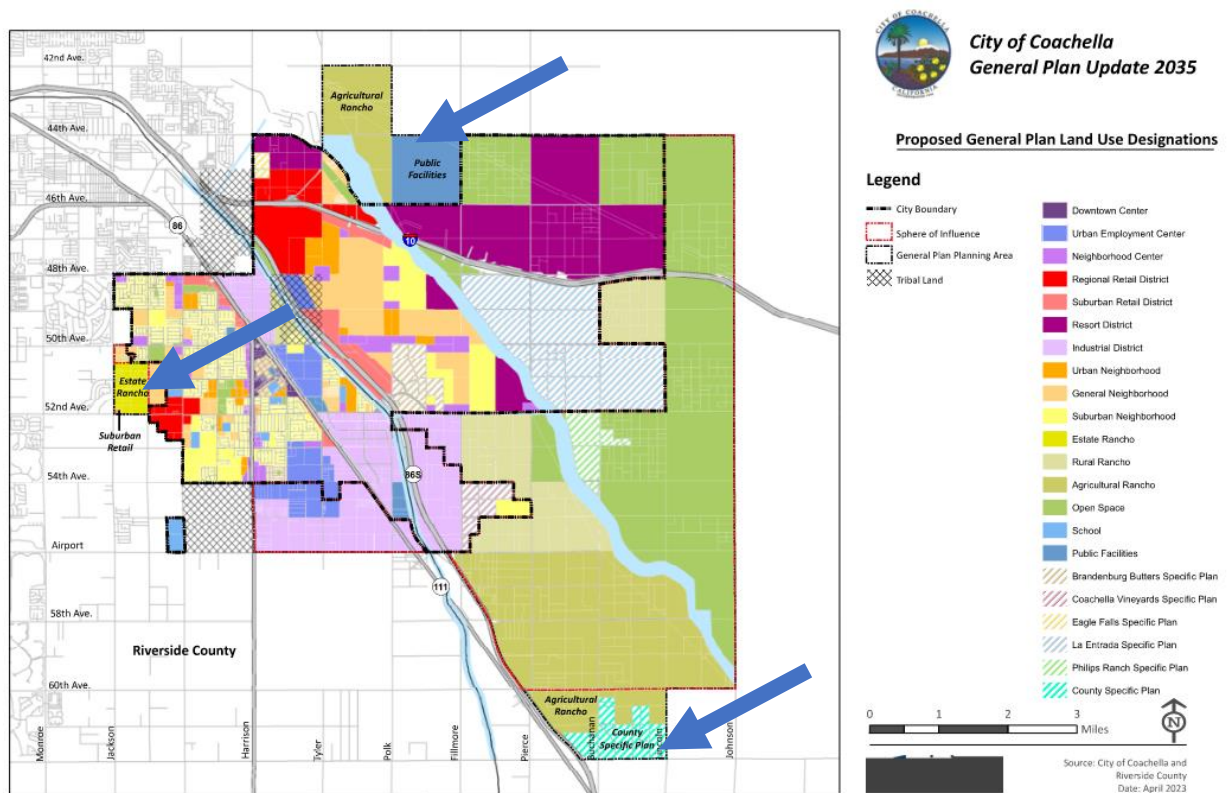 CITY OF COACHELLA
CALIFORNIA
City of Coachella
General Plan Update 2035
Proposed General Plan Land Use Designations
Legend
City Boundary
Sphere of Influence
General Plan Planning Area
Tribal Land
Downtown Center
Urban Employment Center
Neighborhood Center
Regional Retail District
Suburban Retail District
Resort District
Industrial District
Urban Neighborhood
General Neighborhood
Suburban Neighborhood
Estate Rancho
Rural Rancho
Agricultural Rancho
Open Space
School
Public Facilities
Brandenburg Butters Specific Plan
Coachella Vineyards Specific Plan
Eagle Falls Specific Plan
La Entrada Specific Plan
Philips Ranch Specific Plan
County Specific Plan
0 1 2 3
Miles
N
Source: City of Coachella and
Riverside County
Date: April 2023
42nd Ave.
44th Ave.
46th Ave.
48th Ave.
50th Ave.
52nd Ave.
54th Ave.
Airport
58th Ave.
60th Ave.
Agricultural
Rancho
Public
Facilities
86
10
Estate
Rancho
Suburban
Retail
86S
111
Riverside County
Agricultural
Rancho
County
Specific Plan
Monroe
Jackson
Harrison
Tyler
Polk
Fillmore
Pierce
Buchanan
Johnson